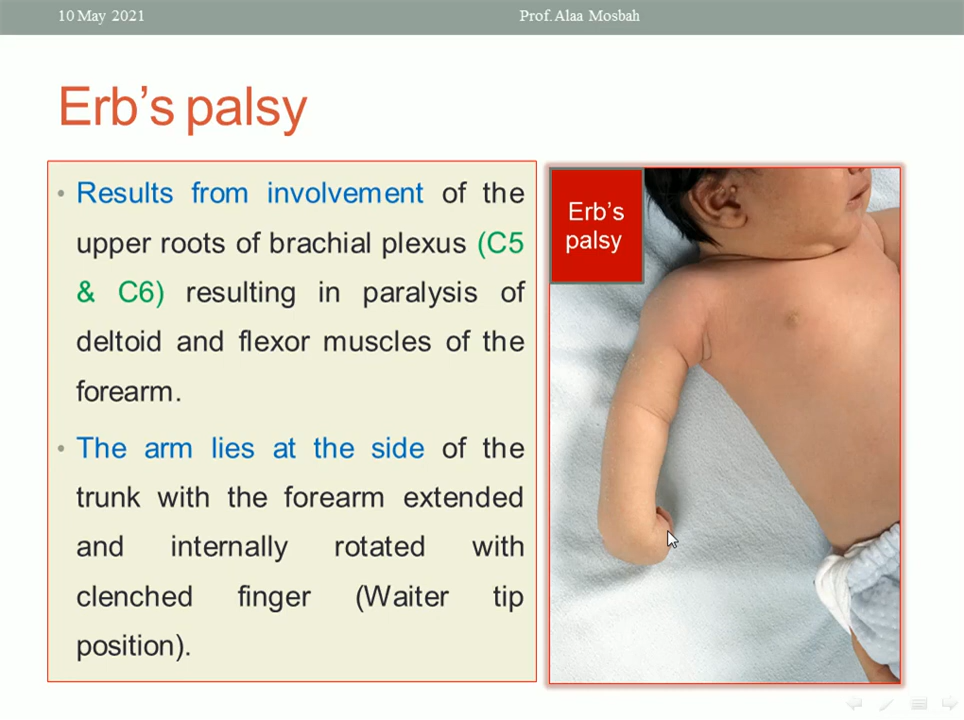 10 May 2021 Prof. Alaa Mosbah
Erb's palsy
• Results from involvement of the
upper roots of brachial plexus (C5
& C6) resulting in paralysis of
deltoid and flexor muscles of the
forearm.
• The arm lies at the side of the
trunk with the forearm extended
and internally rotated with
clenched finger (Waiter tip
position).
Erb's
palsy